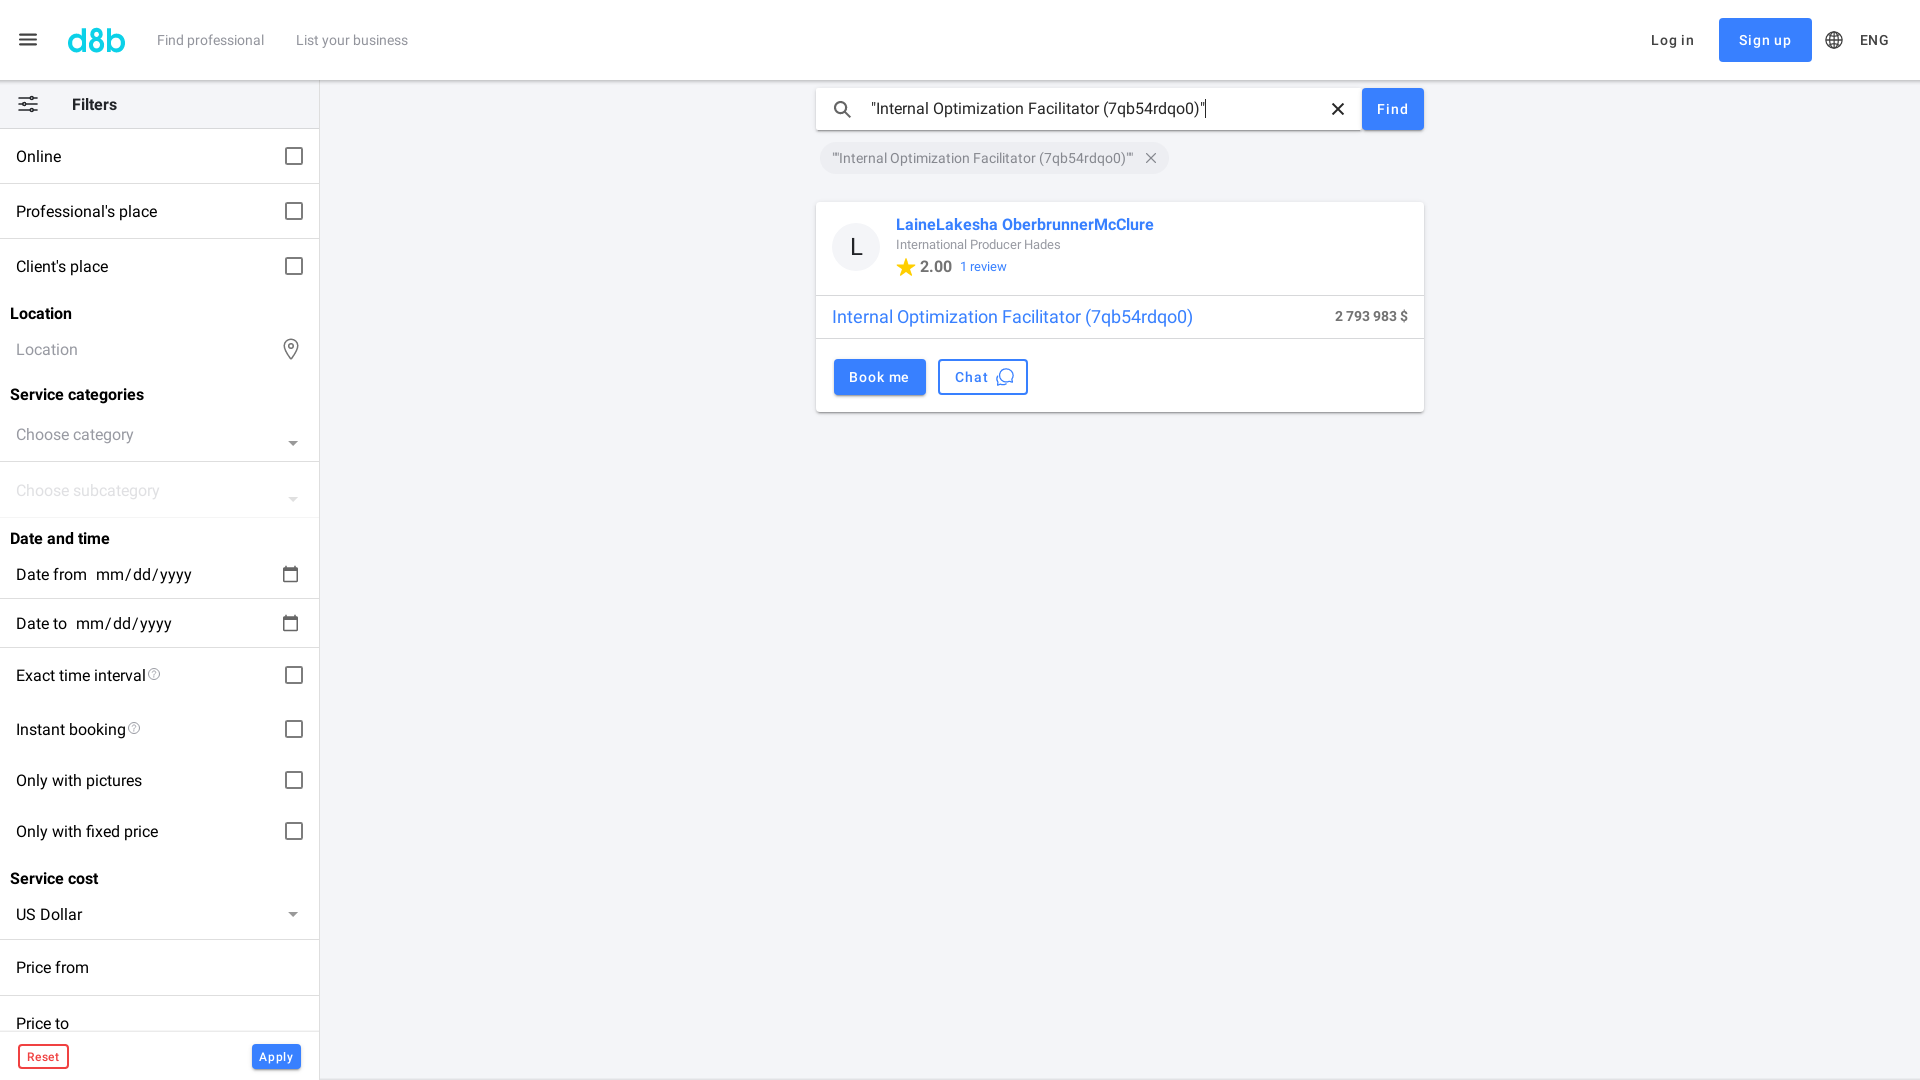 d8b
Find professional
List your business
Log in
Sign up
ENG
Filters
Online
Professional's place
Client's place
Location
Location
Service categories
Choose category
Choose subcategory
Date and time
Date from mm/dd/yyyy
Date to mm/dd/yyyy
Exact time interval
Instant booking
Only with pictures
Only with fixed price
Service cost
US Dollar
Price from
Price to
Reset
Apply
"Internal Optimization Facilitator (7qb54rdqo0)"
Find
""Internal Optimization Facilitator (7qb54rdqo0)""
L
LaineLakesha OberbrunnerMcClure
International Producer Hades
2.00 1 review
Internal Optimization Facilitator (7qb54rdqo0)
2 793 983 $
Book me
Chat